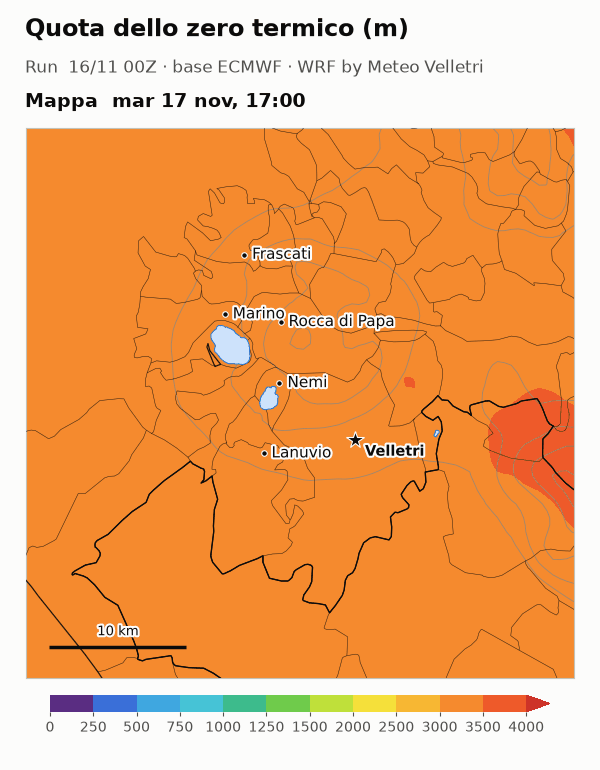 Quota dello zero termico (m)
Run  16/11 00Z · base ECMWF · WRF by Meteo Velletri
Mappa  mar 17 nov, 17:00
Frascati
Marino
Rocca di Papa
Nemi
Velletri
Lanuvio
10 km
0 250 500 750 1000 1250 1500 2000 2500 3000 3500 4000